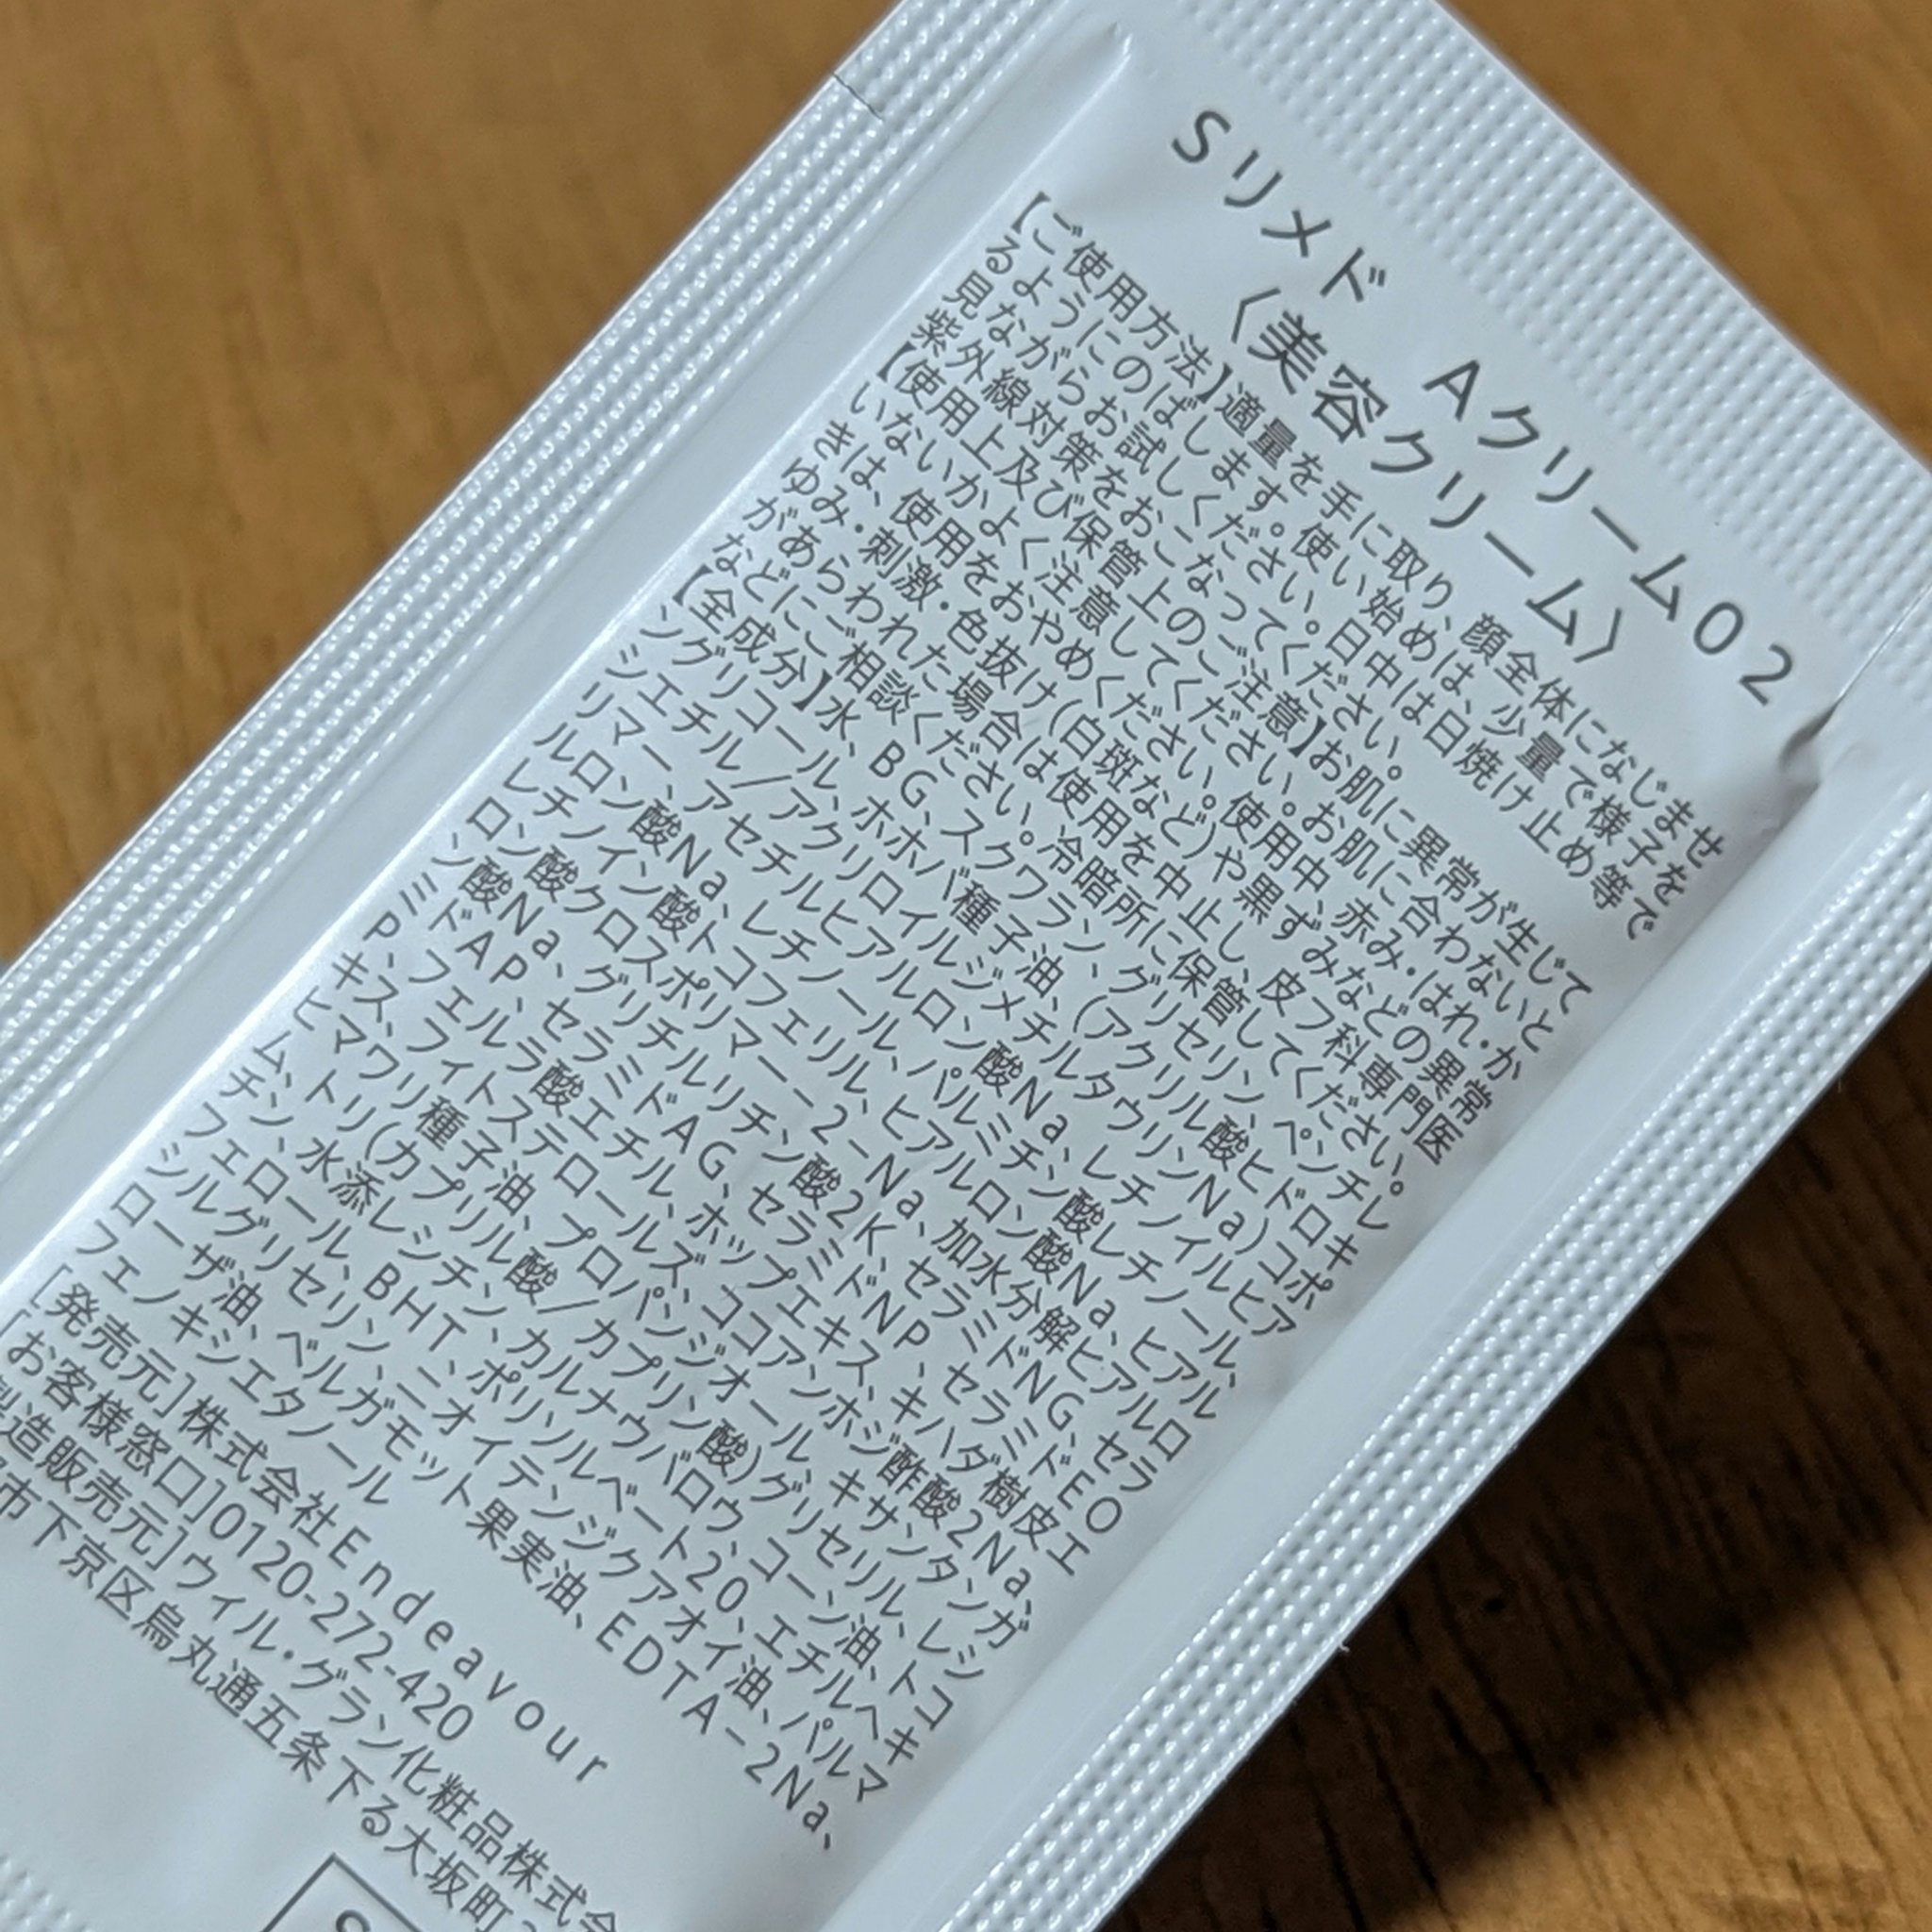 Sリメド Aクリーム02
〈美容クリーム〉
【ご使用方法】適量を手に取り、顔全体になじませ
るようにのばします。使い始めは、少量で様子を
見ながらお試しください。日中は日焼け止め等で
紫外線対策をおこなってください。
【使用上及び保管上のご注意】お肌に異常が生じて
いないかよく注意してください。お肌に合わないと
きは、使用をおやめください。使用中、赤み・はれ・か
ゆみ・刺激・色抜け(白斑など)や黒ずみなどの異常
があらわれた場合は使用を中止し、皮フ科専門医
などにご相談ください。冷暗所に保管してください。
【全成分】水、BG、スクワラン、グリセリン、ペンチレ
ングリコール、ホホバ種子油、(アクリル酸ヒドロキ
シエチル/アクリロイルジメチルタウリンNa)コポ
リマー、アセチルヒアルロン酸Na、レチノイルヒア
ルロン酸Na、レチノール、パルミチン酸レチノール、
レチノイン酸トコフェリル、ヒアルロン酸Na、ヒアル
ロン酸クロスポリマー-2-Na、加水分解ヒアルロ
ン酸Na、グリチルリチン酸2K、セラミドNG、セラ
ミドAP、セラミドAG、セラミドNP、セラミドEO
P、フェルラ酸エチル、ホップエキス、キハダ樹皮エ
キス、フィトステロールズ、ココアンホジ酢酸2Na、
ヒマワリ種子油、プロパンジオール、キサンタンガ
ム、トリ(カプリル酸/カプリン酸)グリセリル、レシ
チン、水添レシチン、カルナウバロウ、コーン油、トコ
フェロール、BHT、ポリソルベート20、エチルヘキ
シルグリセリン、ニオイテンジクアオイ油、パルマ
ローザ油、ベルガモット果実油、EDTA-2Na、
フェノキシエタノール
[発売元]株式会社Endeavour
[お客様窓口]0120-272-420
製造販売元]ウィル・グラン化粧品株式会
市下京区烏丸通五条下る大坂町